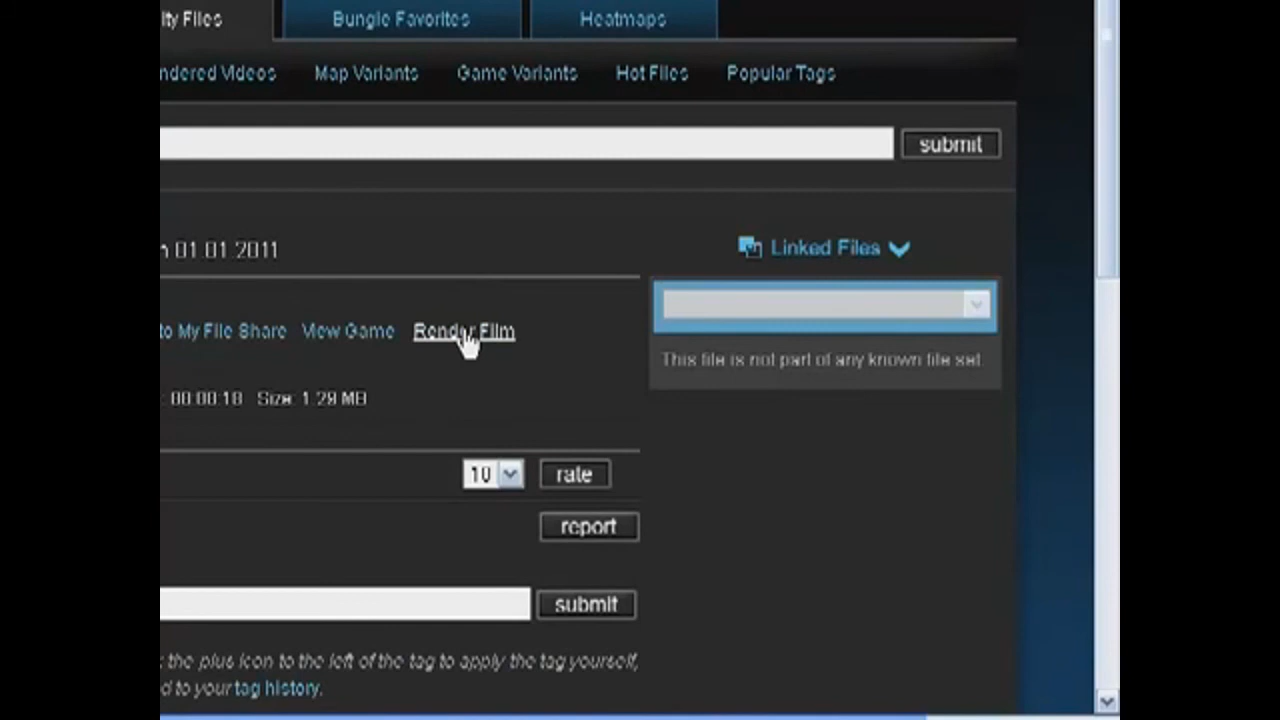 ity Files Bungie Favorites Heatmaps
ndered Videos Map Variants Game Variants Hot Files Popular Tags
submit
n 01.01.2011
Linked Files
to My File Share View Game Render Film
This file is not part of any known file set.
: 00:00:18 Size: 1.29 MB
10 rate
report
submit
the plus icon to the left of the tag to apply the tag yourself,
d to your tag history.